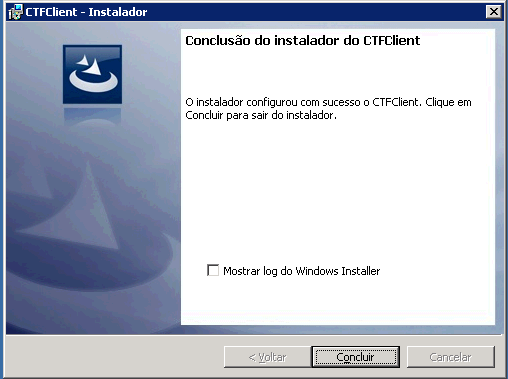 CTFClient - Instalador
Conclusão do instalador do CTFClient
O instalador configurou com sucesso o CTFClient. Clique em
Concluir para sair do instalador.
Mostrar log do Windows Installer
< Voltar
Concluir
Cancelar